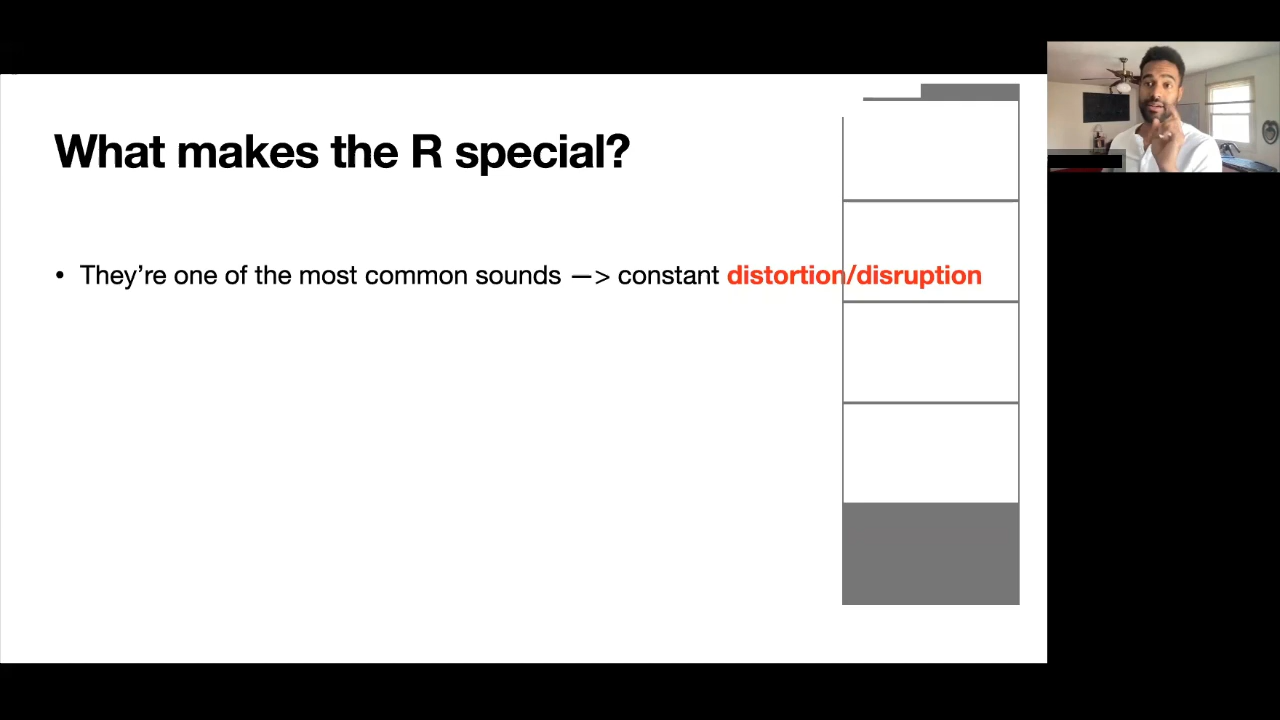 What makes the R special?
• They’re one of the most common sounds —> constant distortion/disruption